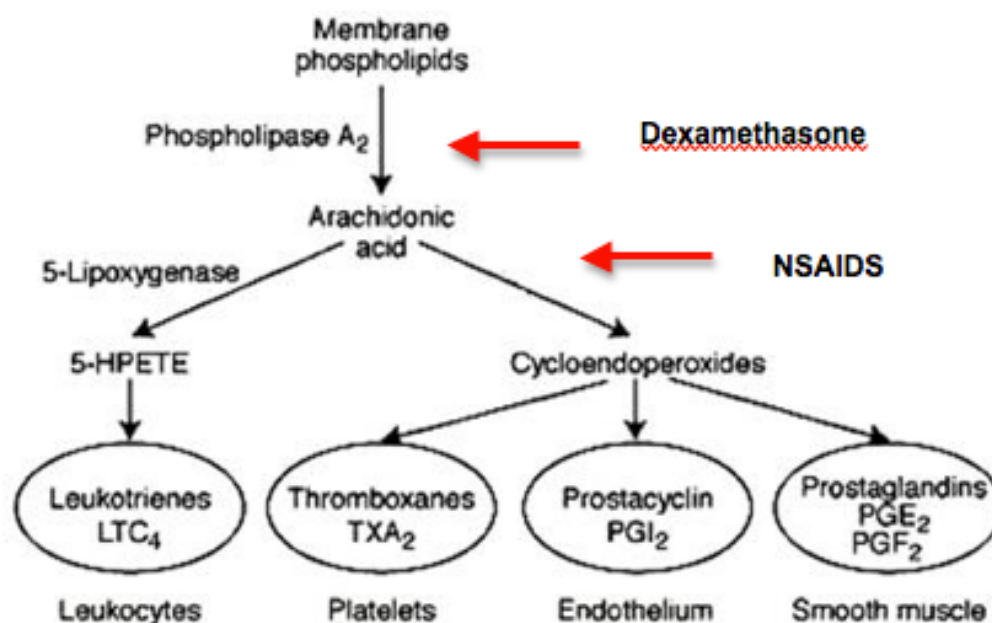 Membrane
phospholipids
Phospholipase A₂
Dexamethasone
Arachidonic
acid
5-Lipoxygenase
NSAIDS
5-HPETE
Cycloendoperoxides
Leukotrienes
LTC₄
Thromboxanes
TXA₂
Prostacyclin
PGI₂
Prostaglandins
PGE₂
PGF₂
Leukocytes
Platelets
Endothelium
Smooth muscle